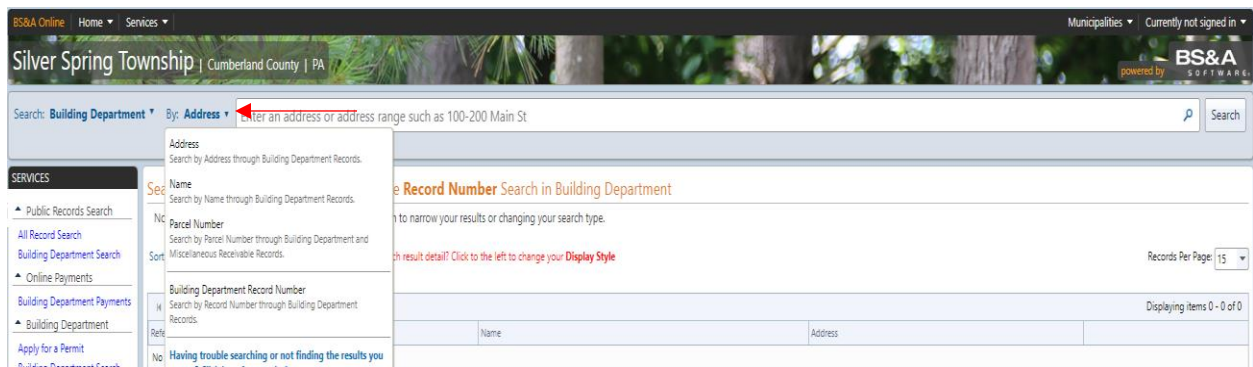 BS&A Online Home Services Municipalities Currently not signed in
Silver Spring Township | Cumberland County | PA powered by BS&A SOFTWARE
Search: Building Department By: Address Enter an address or address range such as 100-200 Main St Search
Address
Search by Address through Building Department Records.
SERVICES
Name
Search by Name through Building Department Records.
e Record Number Search in Building Department
Public Records Search
Parcel Number
to narrow your results or changing your search type.
All Record Search
Search by Parcel Number through Building Department and
Building Department Search
Miscellaneous Receivable Records.
Sort
ch result detail? Click to the left to change your Display Style
Records Per Page: 15
Online Payments
Building Department Record Number
Building Department Payments
Search by Record Number through Building Department
Records.
Displaying items 0 - 0 of 0
Building Department
Refe
Name
Address
Apply for a Permit
No
Having trouble searching or not finding the results you
Building Department Search